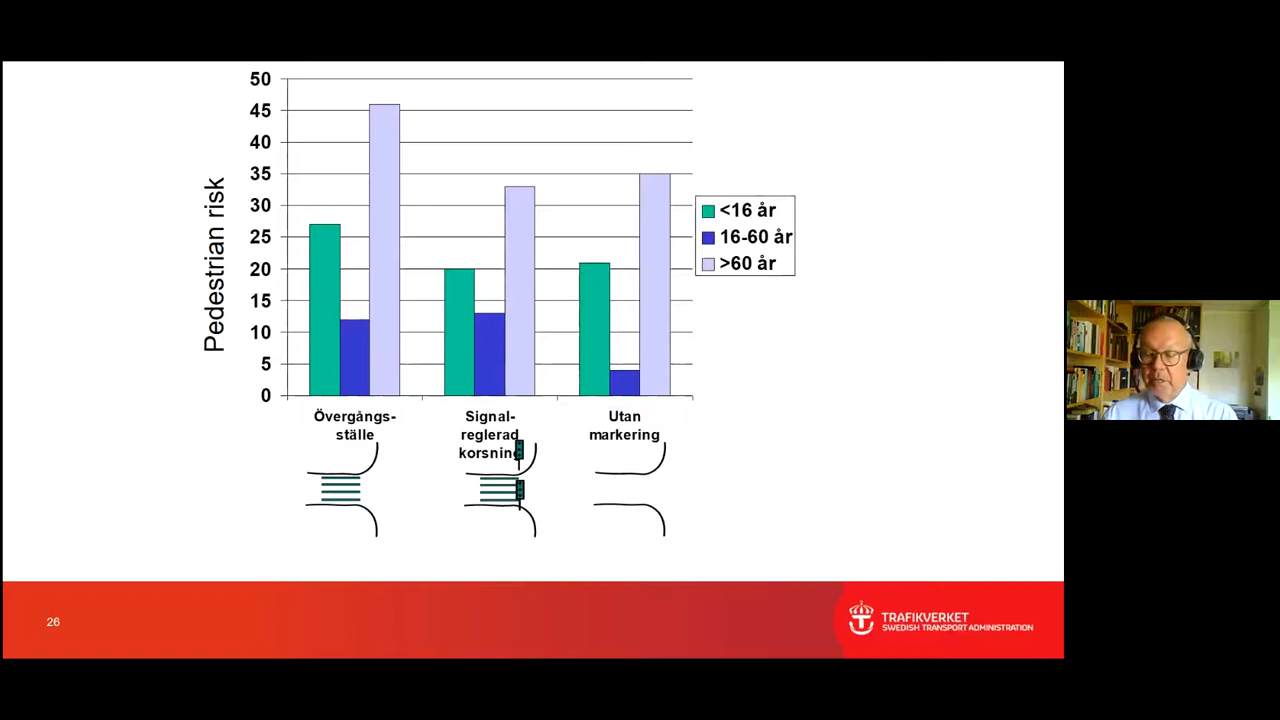 50
45
40
35
30
25
20
15
10
5
0
Pedestrian risk
<16 år
16-60 år
>60 år
Övergångs-
ställe
Signal-
reglerad
korsning
Utan
markering
26
TRAFIKVERKET
SWEDISH TRANSPORT ADMINISTRATION